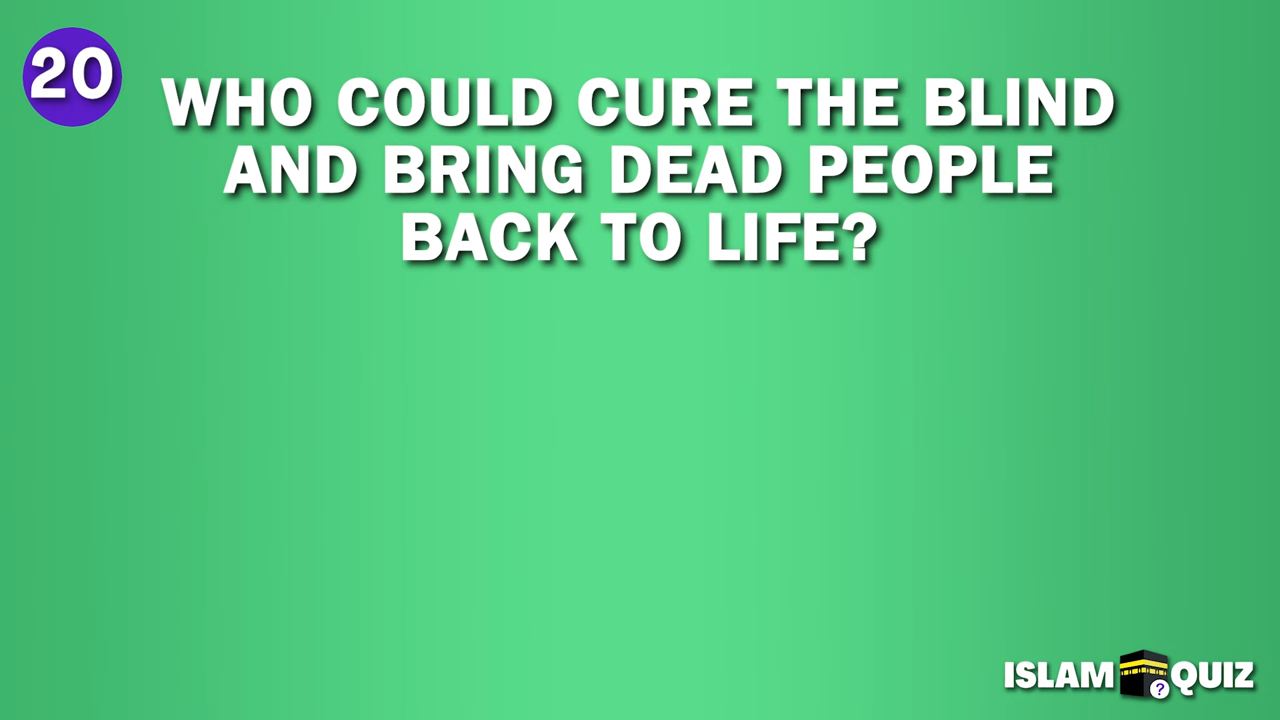 20
WHO COULD CURE THE BLIND
AND BRING DEAD PEOPLE
BACK TO LIFE?
ISLAM ? QUIZ